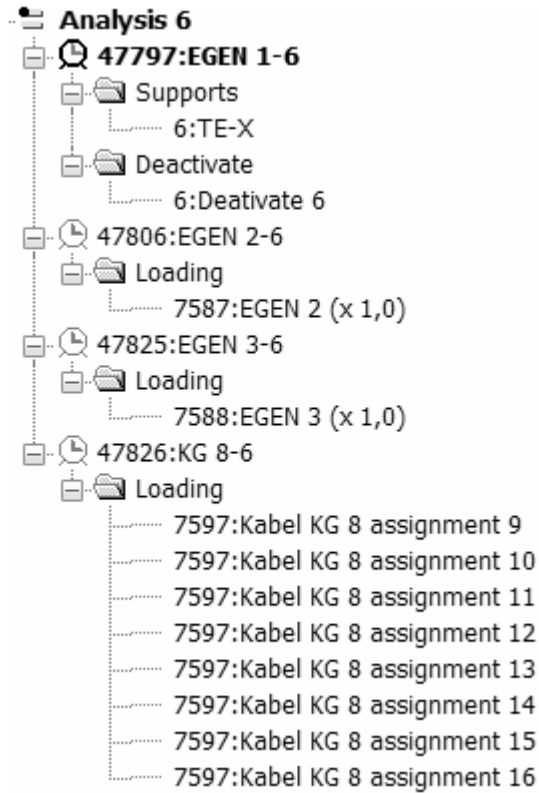 Analysis 6
47797:EGEN 1-6
Supports
6:TE-X
Deactivate
6:Deativate 6
47806:EGEN 2-6
Loading
7587:EGEN 2 (x 1,0)
47825:EGEN 3-6
Loading
7588:EGEN 3 (x 1,0)
47826:KG 8-6
Loading
7597:Kabel KG 8 assignment 9
7597:Kabel KG 8 assignment 10
7597:Kabel KG 8 assignment 11
7597:Kabel KG 8 assignment 12
7597:Kabel KG 8 assignment 13
7597:Kabel KG 8 assignment 14
7597:Kabel KG 8 assignment 15
7597:Kabel KG 8 assignment 16